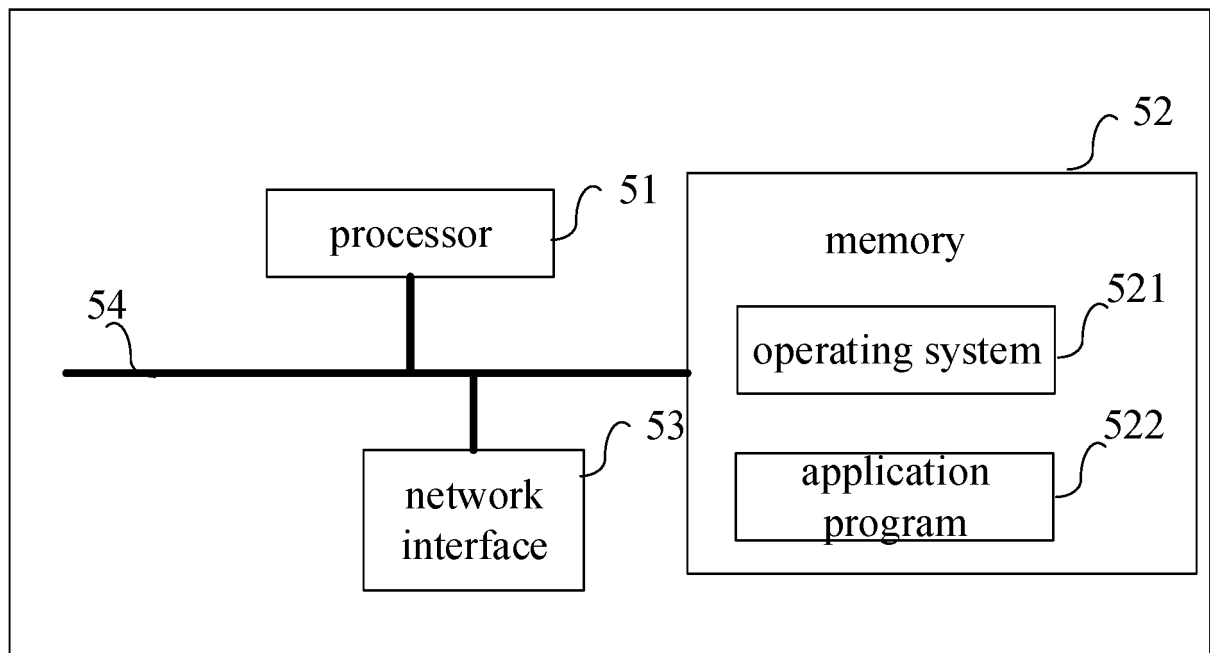 52
51
processor
memory
54
521
operating system
53
522
application
program
network
interface